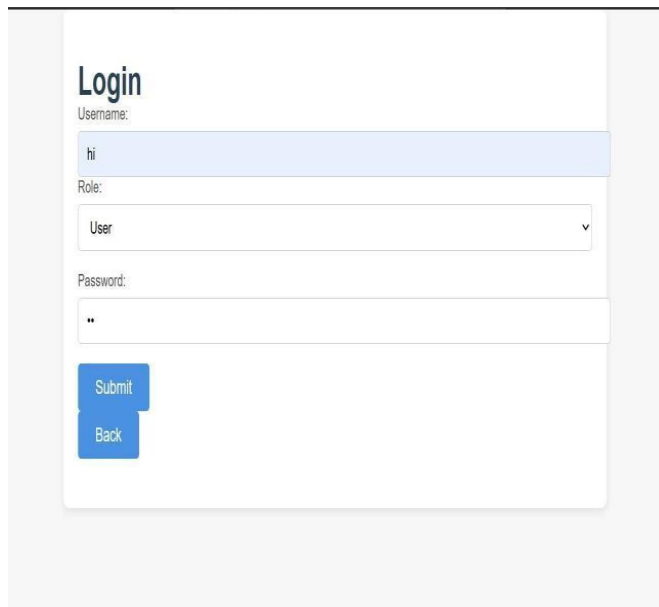 Login
Username:
hi
Role:
User
Password:
••
Submit
Back